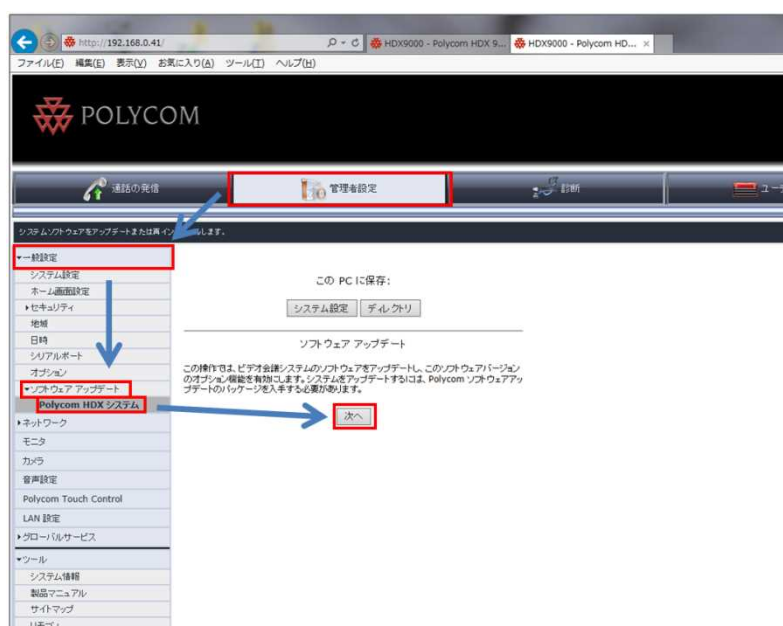 http://192.168.0.41/
HDX9000 - Polycom HDX 9...
HDX9000 - Polycom HD...
ファイル(F) 編集(E) 表示(V) お気に入り(A) ツール(T) ヘルプ(H)
POLYCOM
通話の発信
管理者設定
診断
ユー
システムソフトウェアをアップデートまたは再イン
ルします。
一般設定
システム設定
ホーム画面設定
セキュリティ
地域
日時
シリアルポート
オプション
ソフトウェア アップデート
Polycom HDX システム
ネットワーク
モニタ
カメラ
音声設定
Polycom Touch Control
LAN 設定
グローバルサービス
ツール
システム情報
製品マニュアル
サイトマップ
リモコン
この PC に保存:
システム設定 ディレクトリ
ソフトウェア アップデート
この操作では、ビデオ会議システムのソフトウェアをアップデートし、このソフトウェアバージョン
のオプション機能を有効にします。システムをアップデートするには、Polycom ソフトウェアアッ
プデートのパッケージを入手する必要があります。
次へ